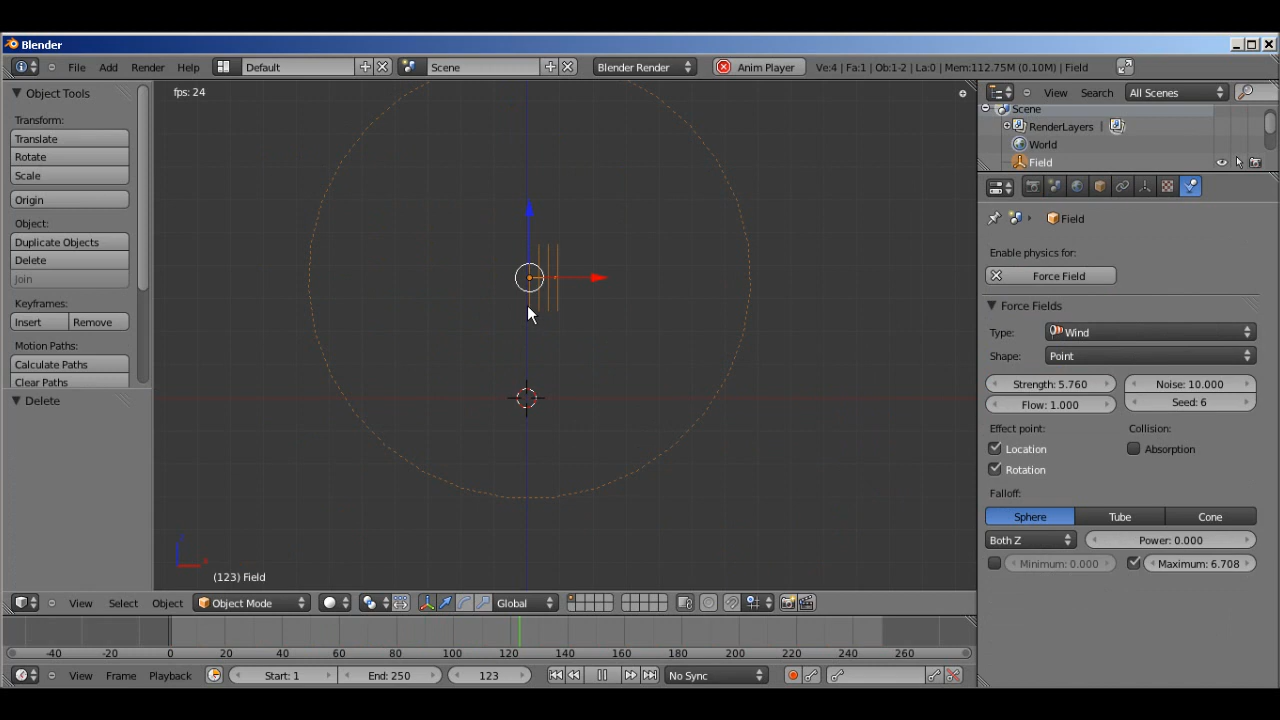 Blender
File Add Render Help Default Scene Blender Render Anim Player Ve:4 | Fa:1 | Ob:1-2 | La:0 | Mem:112.75M (0.10M) | Field
Object Tools
Transform:
Translate
Rotate
Scale
Origin
Object:
Duplicate Objects
Delete
Join
Keyframes:
Insert Remove
Motion Paths:
Calculate Paths
Clear Paths
Delete
fps: 24
(123) Field
View Select Object Object Mode Global
-40 -20 0 20 40 60 80 100 120 140 160 180 200 220 240 260
View Frame Playback Start: 1 End: 250 123 No Sync
View Search All Scenes
Scene
RenderLayers |
World
Field
Field
Enable physics for:
Force Field
Force Fields
Type: Wind
Shape: Point
Strength: 5.760 Noise: 10.000
Flow: 1.000 Seed: 6
Effect point: Collision:
Location Absorption
Rotation
Falloff:
Sphere Tube Cone
Both Z Power: 0.000
Minimum: 0.000 Maximum: 6.708